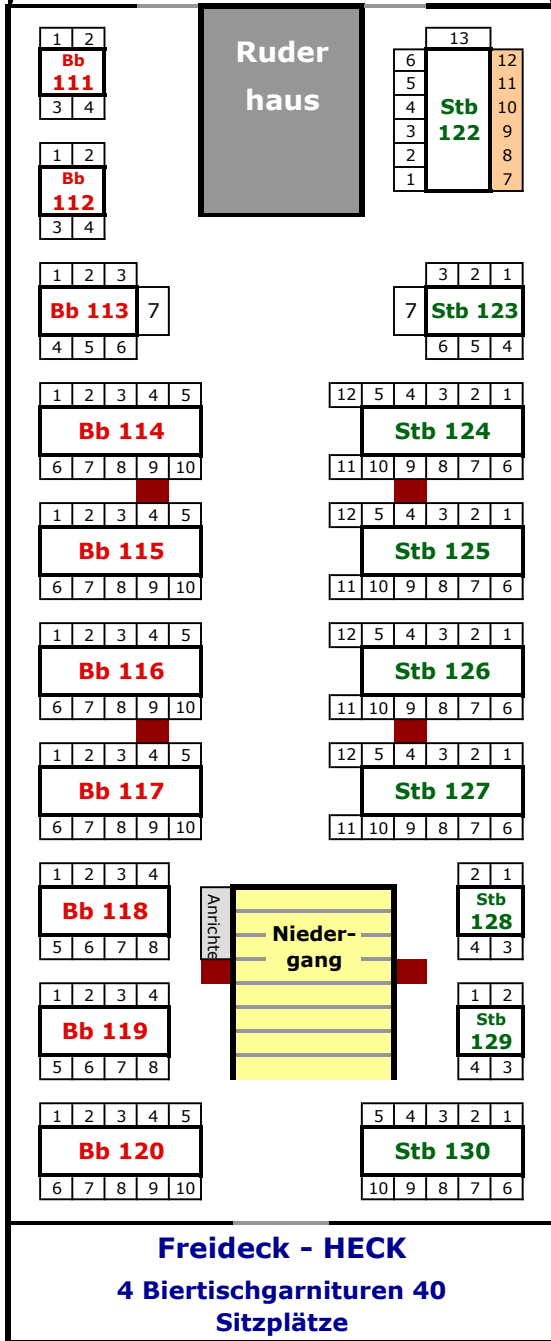 Ruder
haus
1 2
Bb
111
3 4
13
6 12
5 11
4 10
3 9
2 8
1 7
Stb
122
1 2
Bb
112
3 4
1 2 3
Bb 113 7
4 5 6
3 2 1
7 Stb 123
6 5 4
1 2 3 4 5
Bb 114
6 7 8 9 10
12 5 4 3 2 1
Stb 124
11 10 9 8 7 6
1 2 3 4 5
Bb 115
6 7 8 9 10
12 5 4 3 2 1
Stb 125
11 10 9 8 7 6
1 2 3 4 5
Bb 116
6 7 8 9 10
12 5 4 3 2 1
Stb 126
11 10 9 8 7 6
1 2 3 4 5
Bb 117
6 7 8 9 10
12 5 4 3 2 1
Stb 127
11 10 9 8 7 6
1 2 3 4
Bb 118
5 6 7 8
Anrichte
Nieder-
gang
2 1
Stb
128
4 3
1 2 3 4
Bb 119
5 6 7 8
1 2
Stb
129
4 3
1 2 3 4 5
Bb 120
6 7 8 9 10
5 4 3 2 1
Stb 130
10 9 8 7 6
Freideck - HECK
4 Biertischgarnituren 40
Sitzplätze